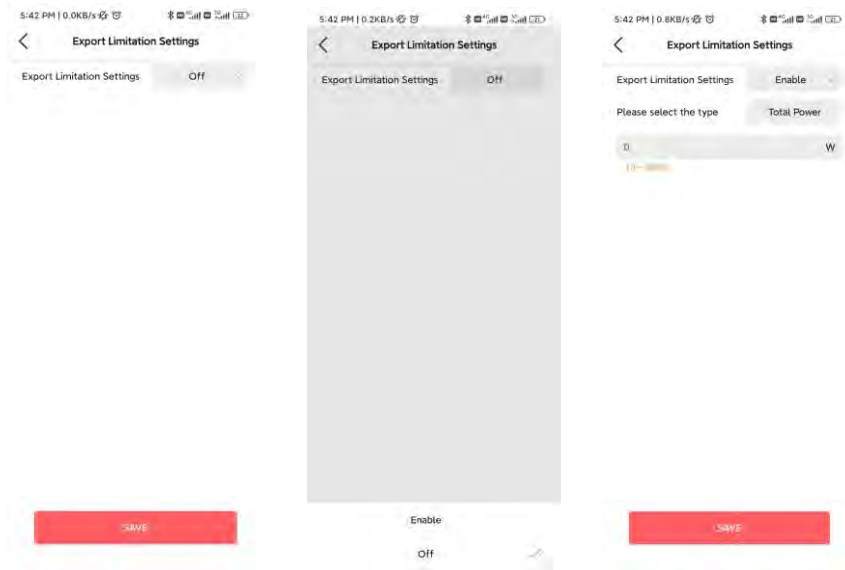 5:42 PM | 0.0KB/s
Export Limitation Settings
Export Limitation Settings Off
SAVE
5:42 PM | 0.2KB/s
Export Limitation Settings
Export Limitation Settings Off
Enable
Off
5:42 PM | 0.8KB/s
Export Limitation Settings
Export Limitation Settings Enable
Please select the type Total Power
0 W
SAVE